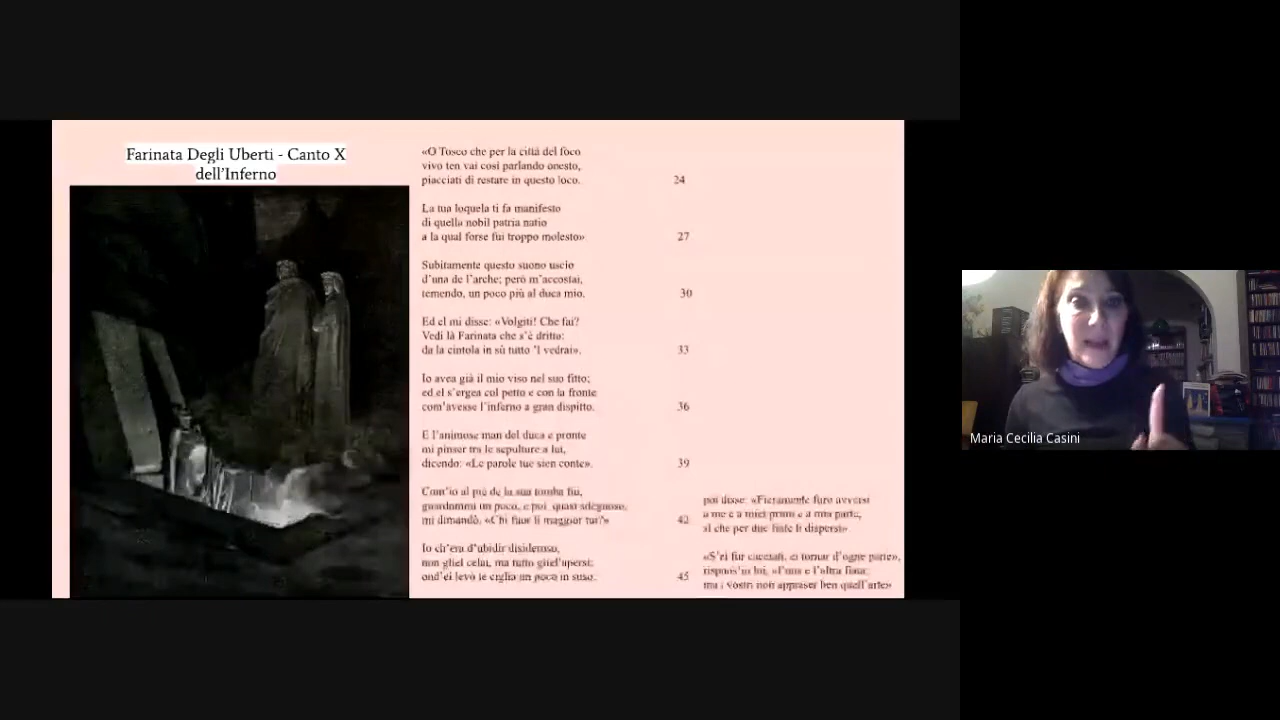 Farinata Degli Uberti - Canto X
dell'Inferno
«O Tosco che per la città del foco
vivo ten vai così parlando onesto,
piacciati di restare in questo loco.
24
La tua loquela ti fa manifesto
di quella nobil patria natio
a la qual forse fui troppo molesto»
27
Subitamente questo suono uscìo
d'una de l'arche; però m'accostai,
temendo, un poco più al duca mio.
30
Ed el mi disse: «Volgiti! Che fai?
Vedi là Farinata che s'è dritto:
da la cintola in sù tutto 'l vedrai».
33
Io avea già il mio viso nel suo fitto;
ed el s'ergea col petto e con la fronte
com'avesse l'inferno a gran dispitto.
36
E l'animose man del duca e pronte
mi pinser tra le sepulture a lui,
dicendo: «Le parole tue sien conte».
39
Com'io al piè de la sua tomba fui,
guardommi un poco, e poi, quasi sdegnoso,
mi dimandò: «Chi fuor li maggior tui?»
42
Io ch'era d'ubidir disideroso,
non gliel celai, ma tutto gliel'apersi;
ond'ei levò le ciglia un poco in suso.
45
poi disse: «Fieramente furo avversi
a me e a miei primi e a mia parte,
sì che per due fiate li dispersi»
«S'ei fur cacciati, ei tornar d'ogne parte»,
rispuos'io lui, «l'una e l'altra fiata;
ma i vostri non appreser ben quell'arte»
Maria Cecilia Casini